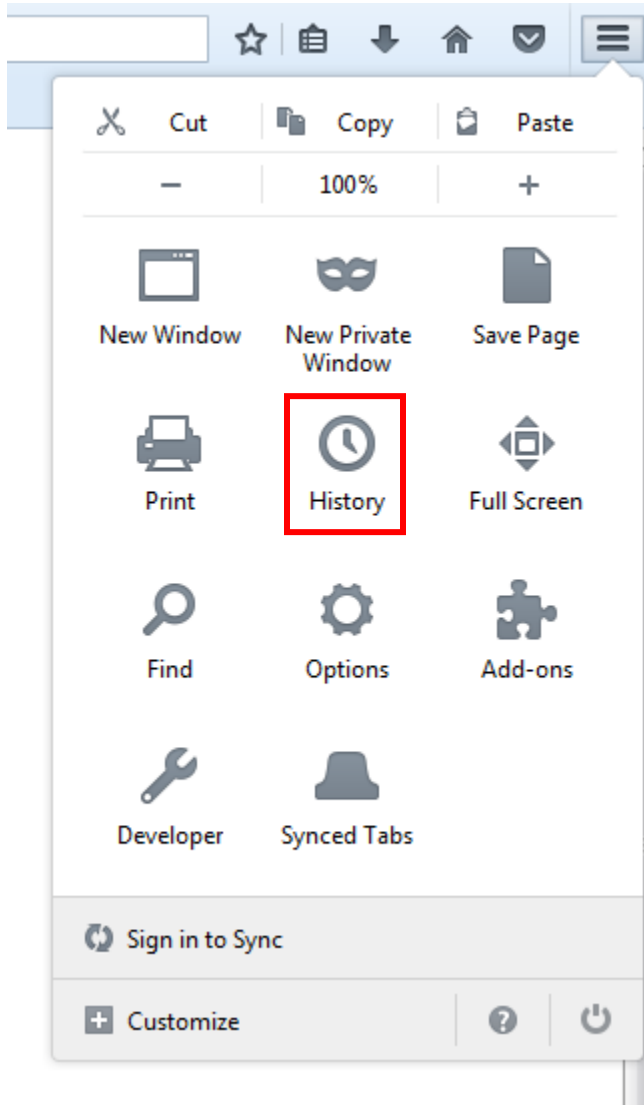 Cut Copy Paste
− 100% +
New Window New Private Window Save Page
Print History Full Screen
Find Options Add-ons
Developer Synced Tabs
Sign in to Sync
Customize ?